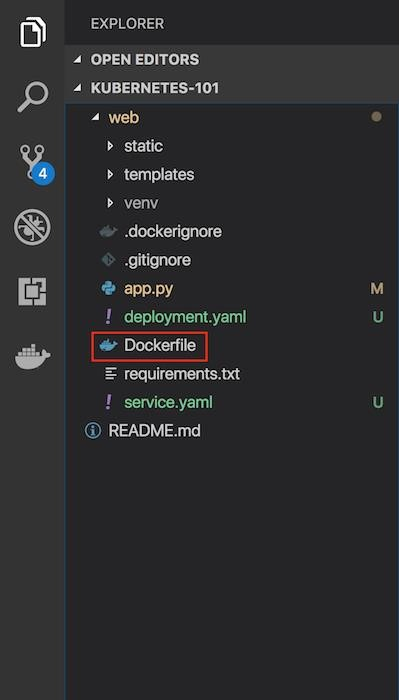 EXPLORER
OPEN EDITORS
KUBERNETES-101
web
static
templates
4
venv
.dockerignore
.gitignore
app.py M
! deployment.yaml U
Dockerfile
requirements.txt
! service.yaml U
README.md